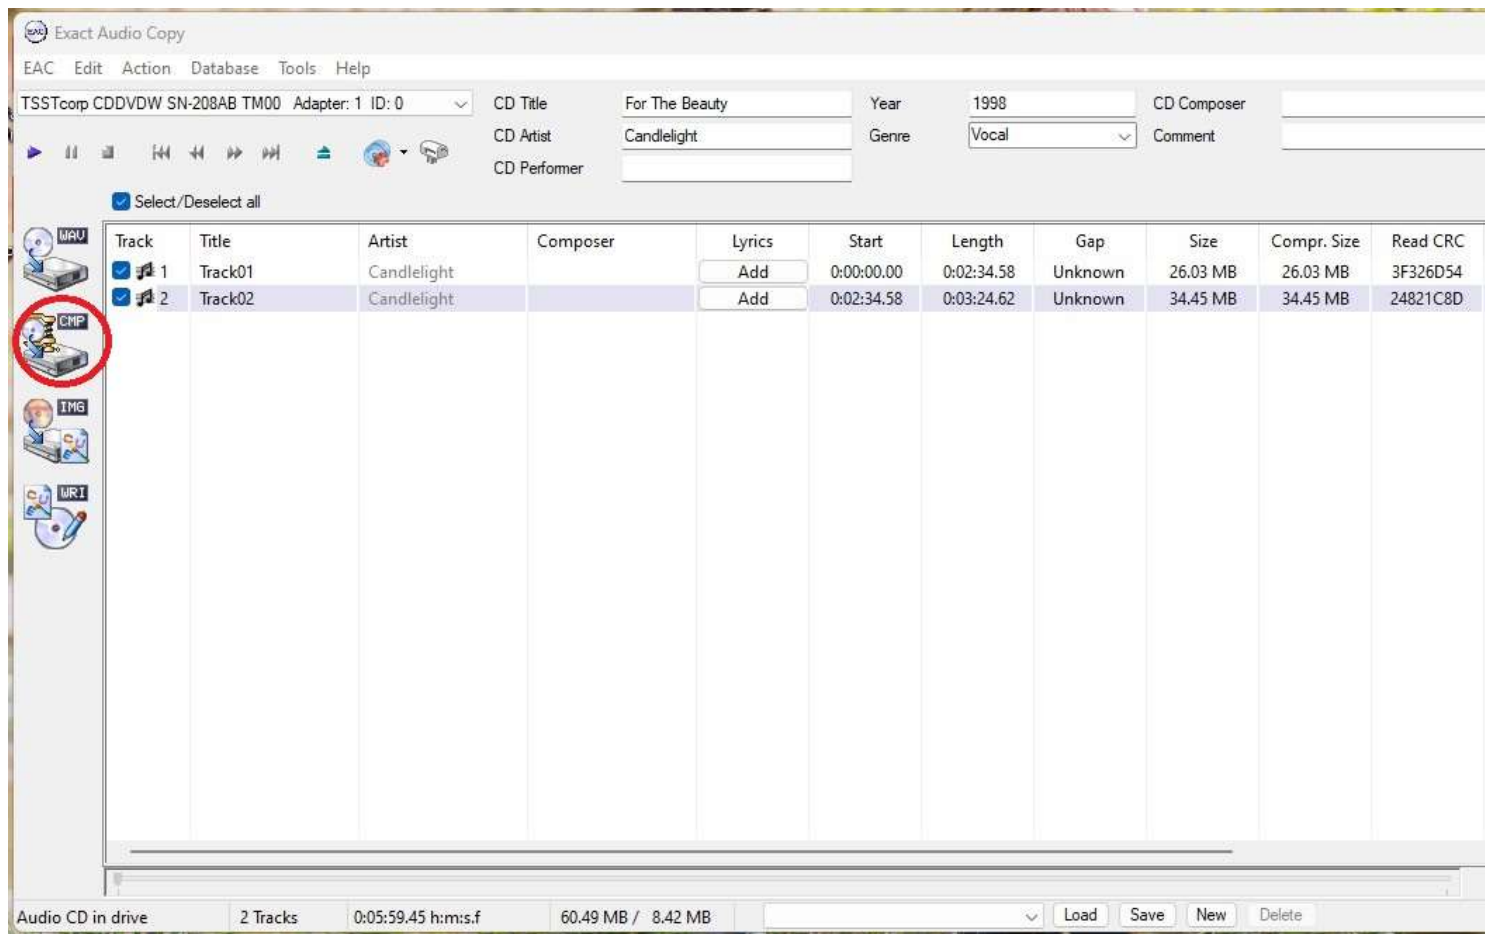 EAC Exact Audio Copy
EAC Edit Action Database Tools Help
TSSTcorp CDDVDW SN-208AB TM00 Adapter: 1 ID: 0
CD Title For The Beauty Year 1998 CD Composer
CD Artist Candlelight Genre Vocal Comment
CD Performer
Select/Deselect all
Track Title Artist Composer Lyrics Start Length Gap Size Compr. Size Read CRC
1 Track01 Candlelight Add 0:00:00.00 0:02:34.58 Unknown 26.03 MB 26.03 MB 3F326D54
2 Track02 Candlelight Add 0:02:34.58 0:03:24.62 Unknown 34.45 MB 34.45 MB 24821C8D
WAV
CMP
IMG
WRI
Audio CD in drive 2 Tracks 0:05:59.45 h:m:s.f 60.49 MB / 8.42 MB Load Save New Delete